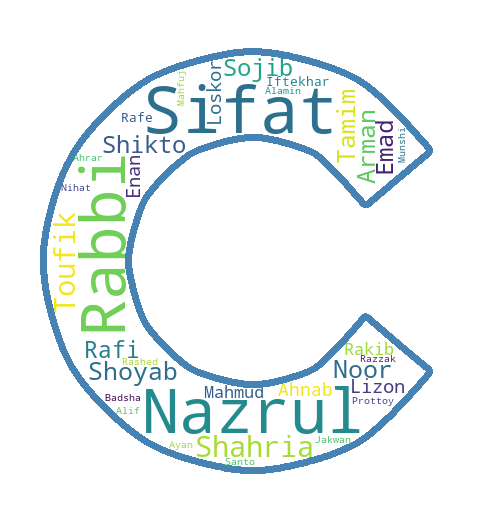 Sojib
Mahfuj
Loskor
Iftekhar
Alamin
Sifat
Rafe
Tamim
Arman
Emad
Munshi
Shikto
Ahrar
Enan
Nihat
Rabbi
Toufik
Rafi
Rashed
Shoyab
Rakib
Razzak
Noor
Lizon
Prottoy
Mahmud
Ahnab
Badsha
Alif
Nazrul
Ayan
Shahria
Jakwan
Santo